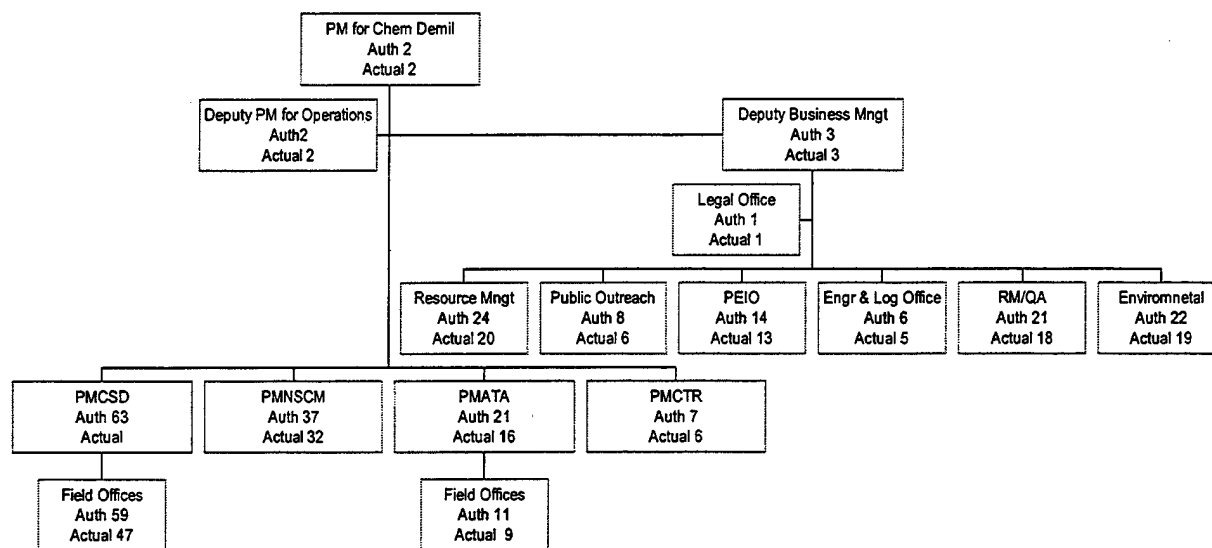 PM for Chem Demil
Auth 2
Actual 2
Deputy PM for Operations
Auth2
Actual 2
Deputy Business Mngt
Auth 3
Actual 3
Legal Office
Auth 1
Actual 1
Resource Mngt
Auth 24
Actual 20
Public Outreach
Auth 8
Actual 6
PEIO
Auth 14
Actual 13
Engr & Log Office
Auth 6
Actual 5
RM/QA
Auth 21
Actual 18
Enviromnetal
Auth 22
Actual 19
PMCSD
Auth 63
Actual
PMNSCM
Auth 37
Actual 32
PMATA
Auth 21
Actual 16
PMCTR
Auth 7
Actual 6
Field Offices
Auth 59
Actual 47
Field Offices
Auth 11
Actual 9